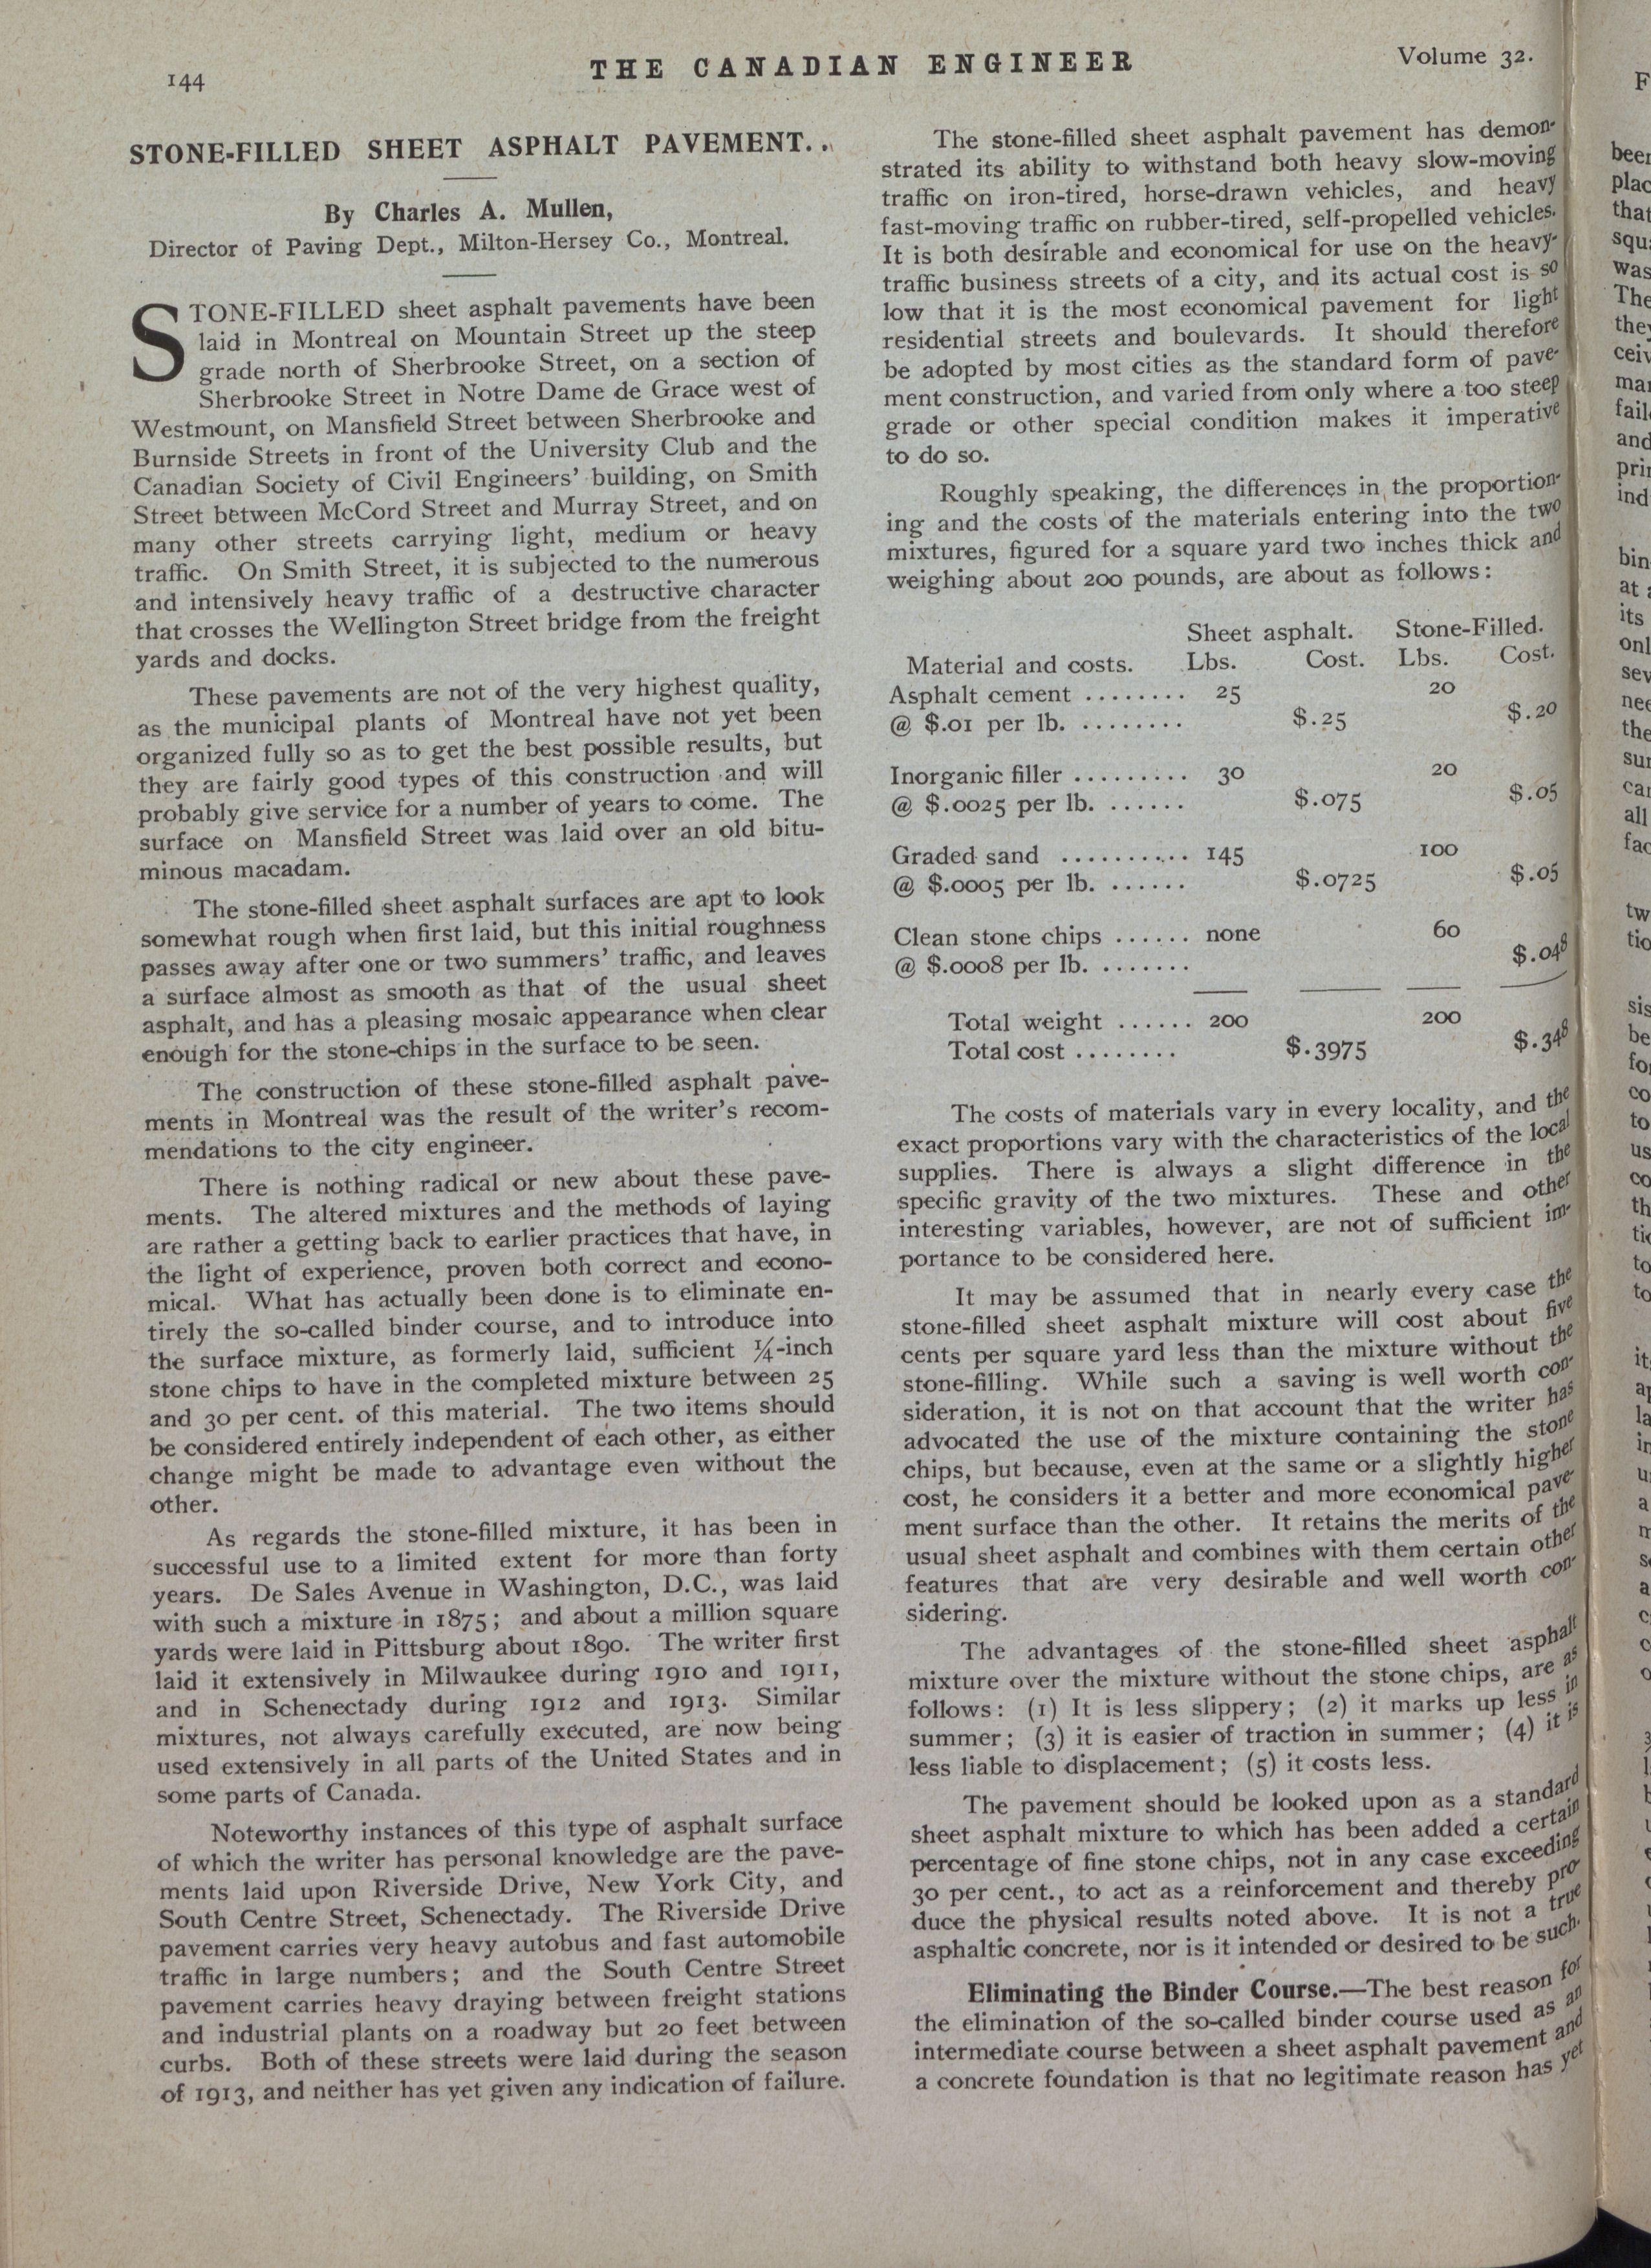 144
THE CANADIAN ENGINEER
Volume 32.
STONE-FILLED SHEET ASPHALT PAVEMENT..
By Charles A. Mullen,
Director of Paving Dept., Milton-Hersey Co., Montreal.
STONE-FILLED sheet asphalt pavements have been
laid in Montreal on Mountain Street up the steep
grade north of Sherbrooke Street, on a section of
Sherbrooke Street in Notre Dame de Grace west of
Westmount, on Mansfield Street between Sherbrooke and
Burnside Streets in front of the University Club and the
Canadian Society of Civil Engineers' building, on Smith
Street between McCord Street and Murray Street, and on
many other streets carrying light, medium or heavy
traffic. On Smith Street, it is subjected to the numerous
and intensively heavy traffic of a destructive character
that crosses the Wellington Street bridge from the freight
yards and docks.
These pavements are not of the very highest quality,
as the municipal plants of Montreal have not yet been
organized fully so as to get the best possible results, but
they are fairly good types of this construction and will
probably give service for a number of years to come. The
surface on Mansfield Street was laid over an old bitu-
minous macadam.
The stone-filled sheet asphalt surfaces are apt to look
somewhat rough when first laid, but this initial roughness
passes away after one or two summers' traffic, and leaves
a surface almost as smooth as that of the usual sheet
asphalt, and has a pleasing mosaic appearance when clear
enough for the stone-chips in the surface to be seen.
The construction of these stone-filled asphalt pave-
ments in Montreal was the result of the writer's recom-
mendations to the city engineer.
There is nothing radical or new about these pave-
ments. The altered mixtures and the methods of laying
are rather a getting back to earlier practices that have, in
the light of experience, proven both correct and econo-
mical. What has actually been done is to eliminate en-
tirely the so-called binder course, and to introduce into
the surface mixture, as formerly laid, sufficient ¼-inch
stone chips to have in the completed mixture between 25
and 30 per cent. of this material. The two items should
be considered entirely independent of each other, as either
change might be made to advantage even without the
other.
As regards the stone-filled mixture, it has been in
successful use to a limited extent for more than forty
years. De Sales Avenue in Washington, D.C., was laid
with such a mixture in 1875; and about a million square
yards were laid in Pittsburg about 1890. The writer first
laid it extensively in Milwaukee during 1910 and 1911,
and in Schenectady during 1912 and 1913. Similar
mixtures, not always carefully executed, are now being
used extensively in all parts of the United States and in
some parts of Canada.
Noteworthy instances of this type of asphalt surface
of which the writer has personal knowledge are the pave-
ments laid upon Riverside Drive, New York City, and
South Centre Street, Schenectady. The Riverside Drive
pavement carries very heavy autobus and fast automobile
traffic in large numbers; and the South Centre Street
pavement carries heavy draying between freight stations
and industrial plants on a roadway but 20 feet between
curbs. Both of these streets were laid during the season
of 1913, and neither has yet given any indication of failure.
The stone-filled sheet asphalt pavement has demon-
strated its ability to withstand both heavy slow-moving
traffic on iron-tired, horse-drawn vehicles, and heavy
fast-moving traffic on rubber-tired, self-propelled vehicles.
It is both desirable and economical for use on the heavy-
traffic business streets of a city, and its actual cost is so
low that it is the most economical pavement for light
residential streets and boulevards. It should therefore
be adopted by most cities as the standard form of pave-
ment construction, and varied from only where a too steep
grade or other special condition makes it imperative
to do so.
Roughly speaking, the differences in the proportion-
ing and the costs of the materials entering into the two
mixtures, figured for a square yard two inches thick and
weighing about 200 pounds, are about as follows:
Sheet asphalt. Stone-Filled.
Material and costs. Lbs. Cost. Lbs. Cost.
Asphalt cement ........ 25 20
@ $.01 per lb. ........ $.25 $.20
Inorganic filler ......... 30 20
@ $.0025 per lb. ...... $.075 $.05
Graded sand .......... 145 100
@ $.0005 per lb. ...... $.0725 $.05
Clean stone chips ...... none 60
@ $.0008 per lb. ....... $.048
Total weight ...... 200 200
Total cost ........ $.3975 $.348
The costs of materials vary in every locality, and the
exact proportions vary with the characteristics of the local
supplies. There is always a slight difference in the
specific gravity of the two mixtures. These and other
interesting variables, however, are not of sufficient im-
portance to be considered here.
It may be assumed that in nearly every case the
stone-filled sheet asphalt mixture will cost about five
cents per square yard less than the mixture without the
stone-filling. While such a saving is well worth con-
sideration, it is not on that account that the writer has
advocated the use of the mixture containing the stone
chips, but because, even at the same or a slightly higher
cost, he considers it a better and more economical pave-
ment surface than the other. It retains the merits of the
usual sheet asphalt and combines with them certain other
features that are very desirable and well worth con-
sidering.
The advantages of the stone-filled sheet asphalt
mixture over the mixture without the stone chips, are as
follows: (1) It is less slippery; (2) it marks up less in
summer; (3) it is easier of traction in summer; (4) it is
less liable to displacement; (5) it costs less.
The pavement should be looked upon as a standard
sheet asphalt mixture to which has been added a certain
percentage of fine stone chips, not in any case exceeding
30 per cent., to act as a reinforcement and thereby pro-
duce the physical results noted above. It is not a true
asphaltic concrete, nor is it intended or desired to be such.
Eliminating the Binder Course.—The best reason for
the elimination of the so-called binder course used as an
intermediate course between a sheet asphalt pavement and
a concrete foundation is that no legitimate reason has yet